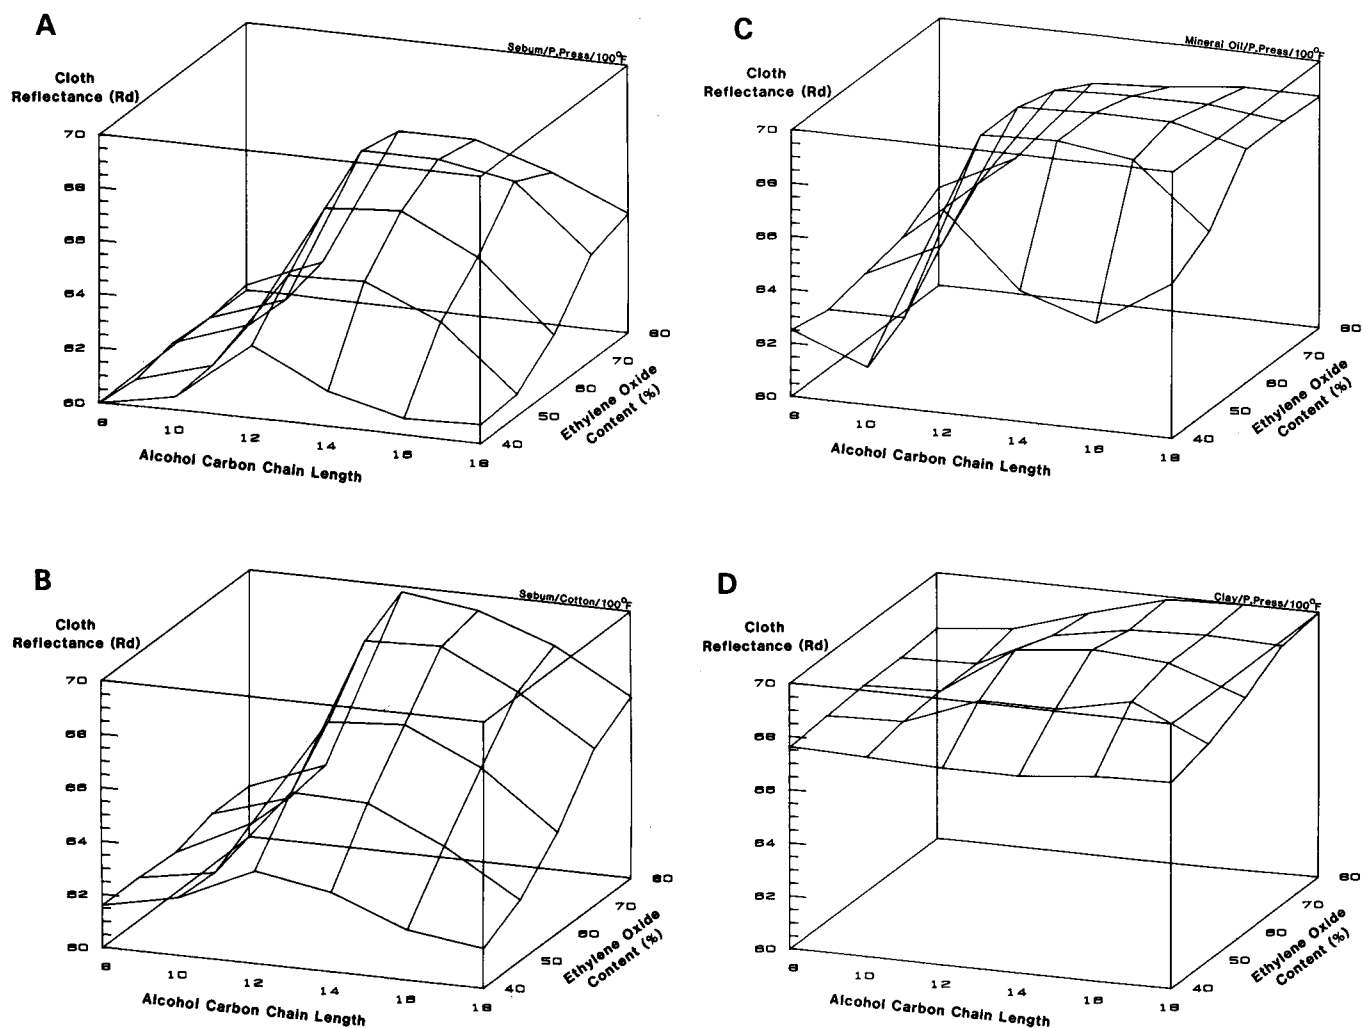 A
Sebum/P.Press/100°F
Cloth
Reflectance (Rd)
70
68
66
64
62
60
8
10
12
14
16
18
40
50
60
70
80
Alcohol Carbon Chain Length
Ethylene Oxide
Content (%)
C
Mineral Oil/P.Press/100°F
Cloth
Reflectance (Rd)
70
68
66
64
62
60
8
10
12
14
16
18
40
50
60
70
80
Alcohol Carbon Chain Length
Ethylene Oxide
Content (%)
B
Sebum/Cotton/100°F
Cloth
Reflectance (Rd)
70
68
66
64
62
60
8
10
12
14
16
18
40
50
60
70
80
Alcohol Carbon Chain Length
Ethylene Oxide
Content (%)
D
Clay/P.Press/100°F
Cloth
Reflectance (Rd)
70
68
66
64
62
60
8
10
12
14
16
18
40
50
60
70
80
Alcohol Carbon Chain Length
Ethylene Oxide
Content (%)